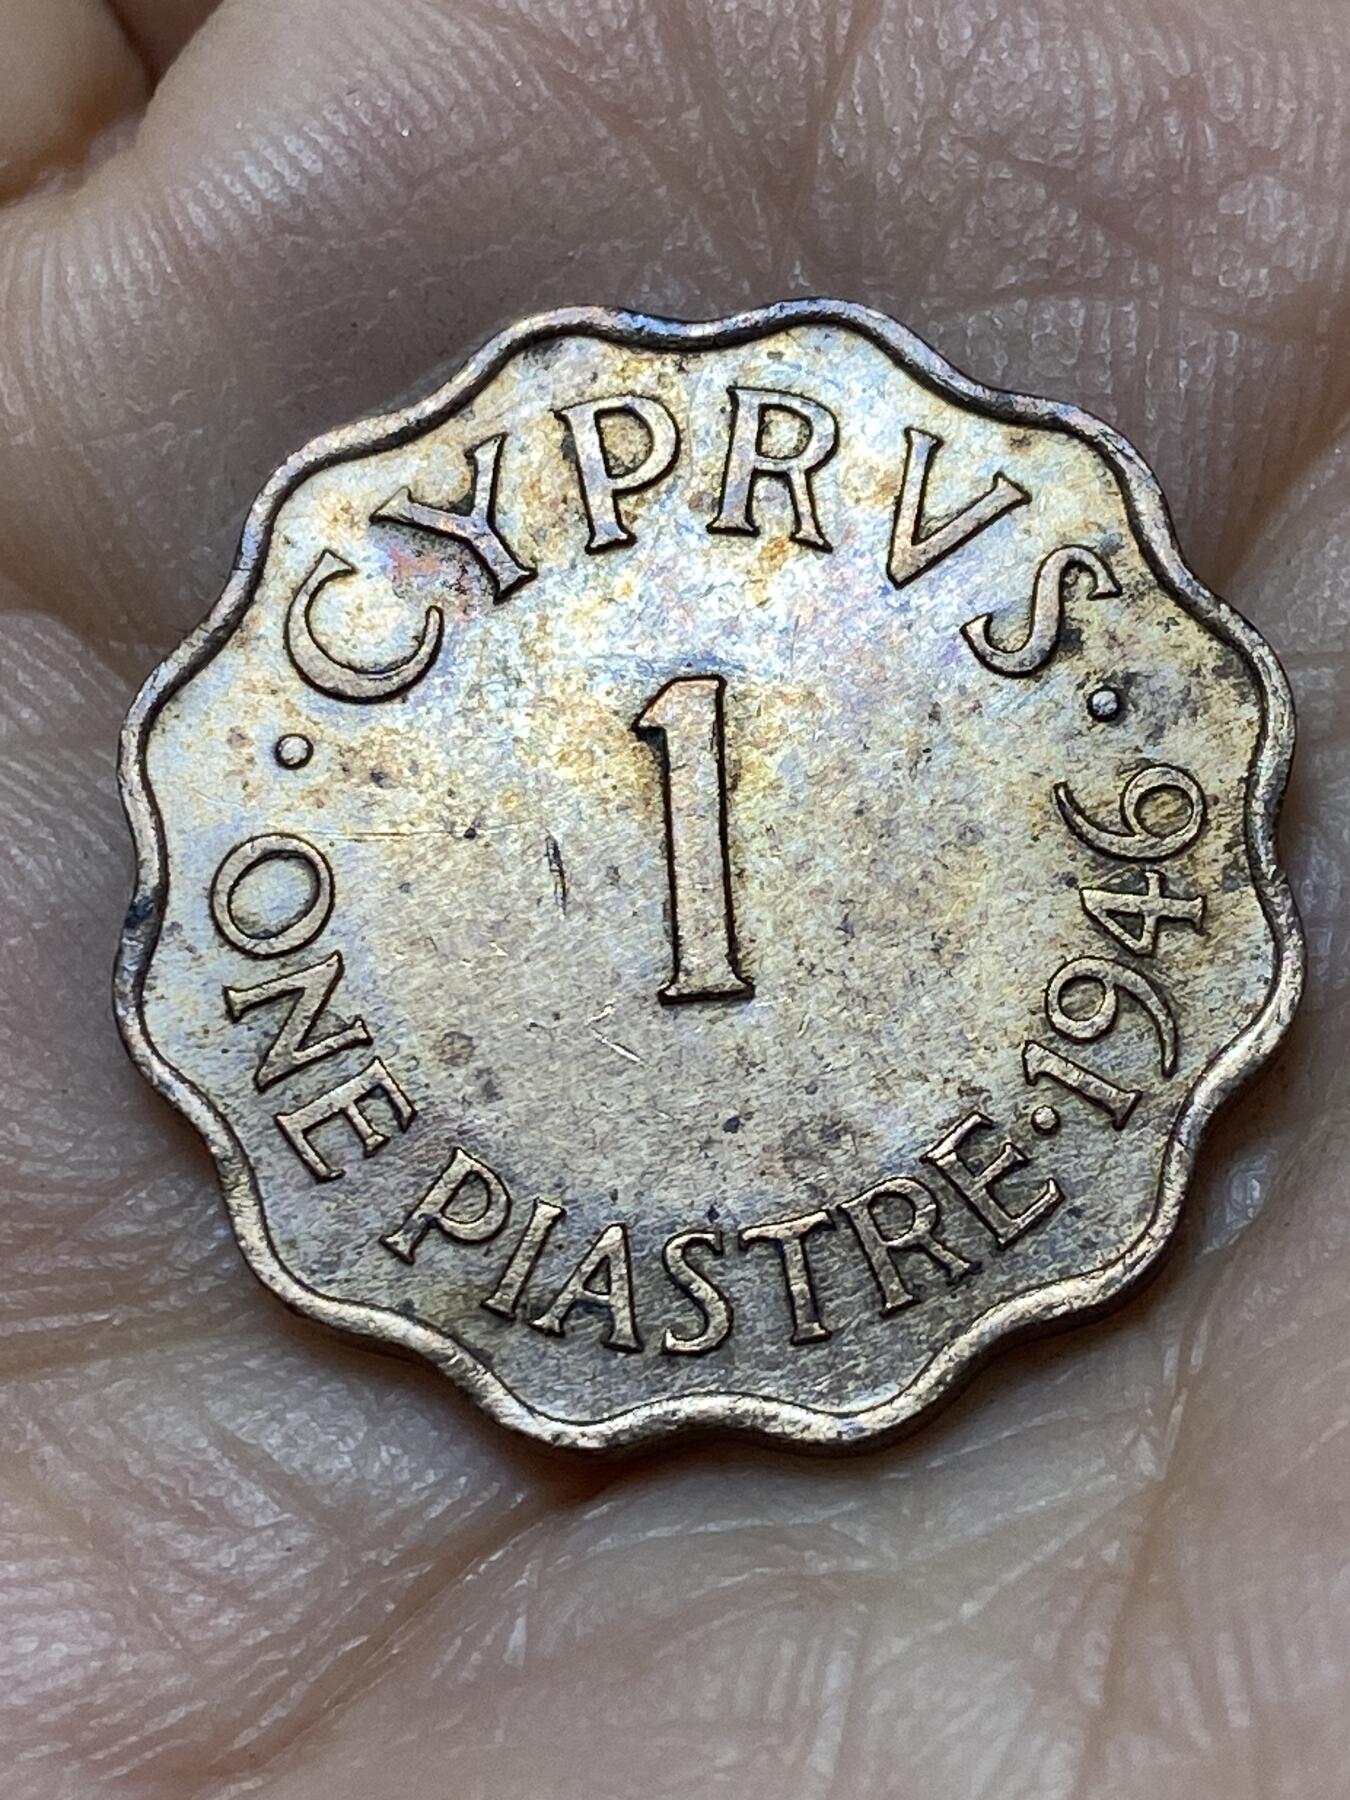 · CYPRVS ·
1
ONE PIASTRE · 1946